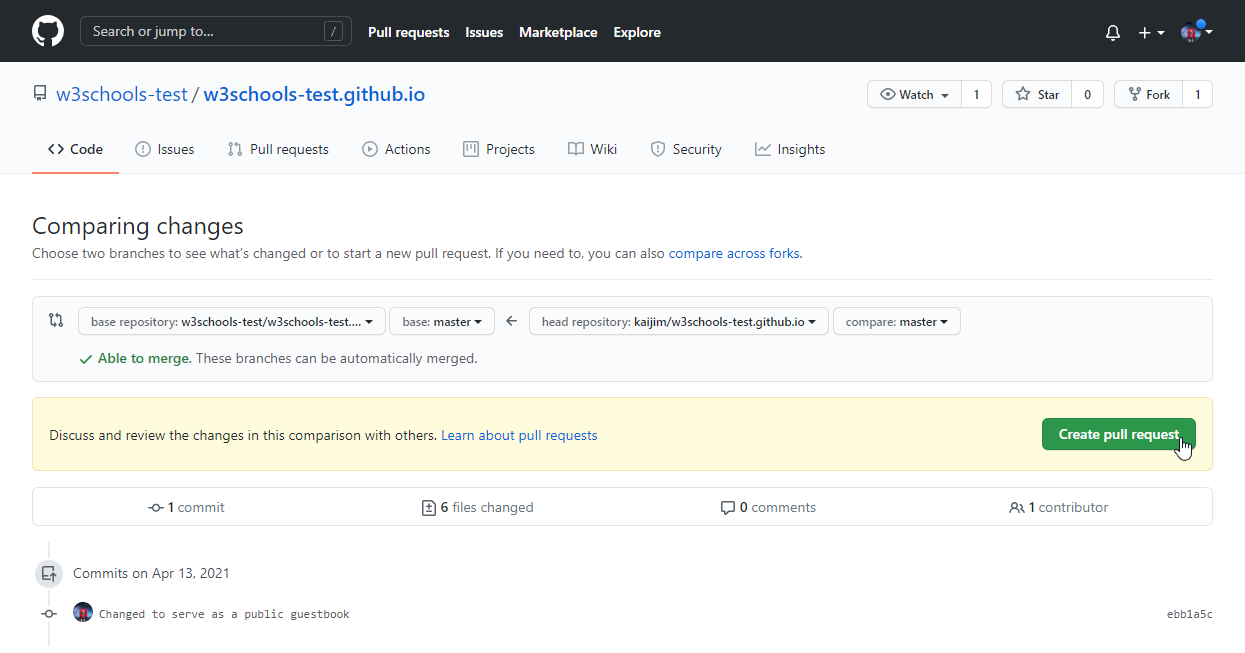 Search or jump to... / Pull requests Issues Marketplace Explore
w3schools-test / w3schools-test.github.io Watch 1 Star 0 Fork 1
Code Issues Pull requests Actions Projects Wiki Security Insights
Comparing changes
Choose two branches to see what's changed or to start a new pull request. If you need to, you can also compare across forks.
base repository: w3schools-test/w3schools-test.... base: master ← head repository: kaijim/w3schools-test.github.io compare: master
Able to merge. These branches can be automatically merged.
Discuss and review the changes in this comparison with others. Learn about pull requests Create pull request
1 commit 6 files changed 0 comments 1 contributor
Commits on Apr 13, 2021
Changed to serve as a public guestbook ebb1a5c